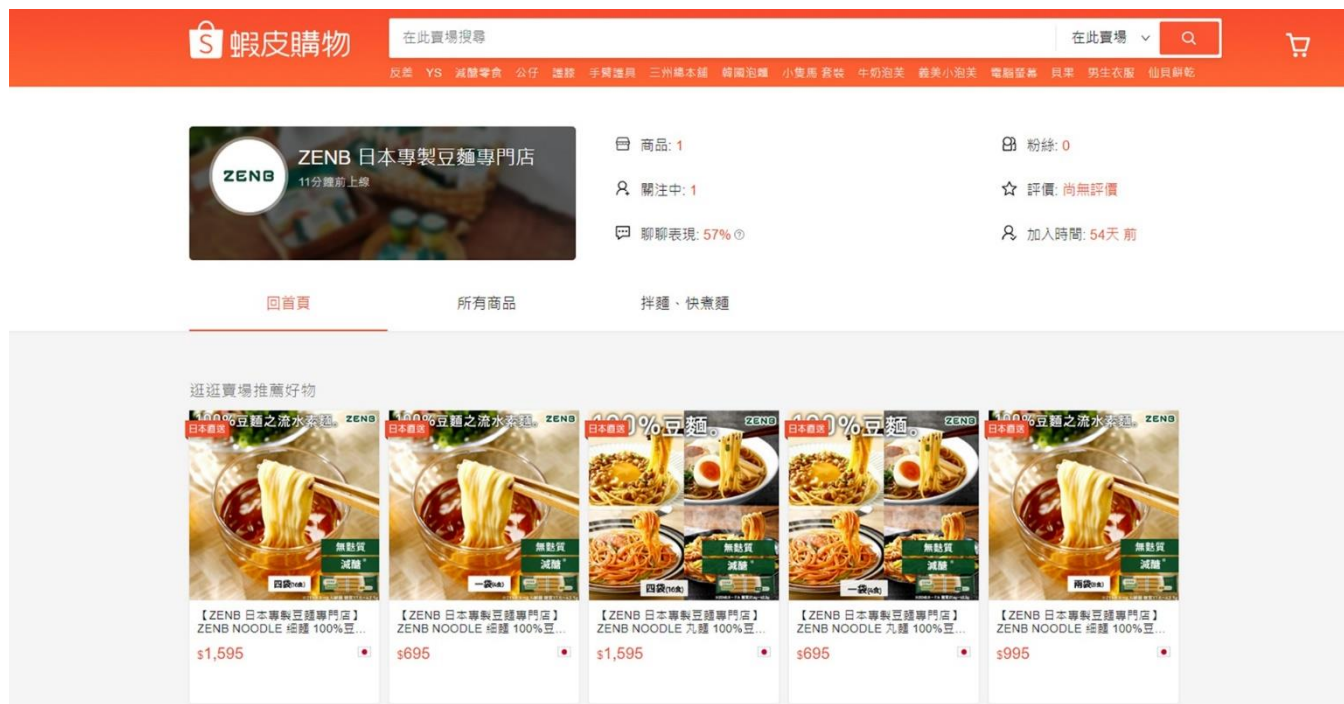 蝦皮購物
在此賣場搜尋
在此賣場
反差 YS 減醣零食 公仔 護膝 手臂護具 三州總本舖 韓國泡麵 小隻馬 套裝 牛奶泡芙 義美小泡芙 電腦螢幕 貝果 男生衣服 仙貝餅乾
ZENB
ZENB 日本專製豆麵專門店
11分鐘前上線
商品: 1
粉絲: 0
關注中: 1
評價: 尚無評價
聊聊表現: 57%
加入時間: 54天 前
回首頁
所有商品
拌麵、快煮麵
逛逛賣場推薦好物
100%豆麵之流水素麵。 ZENB
日本直送
無麩質
減醣
四袋(16食)
【ZENB 日本專製豆麵專門店】
ZENB NOODLE 細麵 100%豆...
$1,595
100%豆麵之流水素麵。 ZENB
日本直送
無麩質
減醣
一袋(4食)
【ZENB 日本專製豆麵專門店】
ZENB NOODLE 細麵 100%豆...
$695
100%豆麵。 ZENB
日本直送
無麩質
減醣
四袋(16食)
【ZENB 日本專製豆麵專門店】
ZENB NOODLE 丸麵 100%豆...
$1,595
100%豆麵。 ZENB
日本直送
無麩質
減醣
一袋(4食)
【ZENB 日本專製豆麵專門店】
ZENB NOODLE 丸麵 100%豆...
$695
100%豆麵之流水素麵。 ZENB
日本直送
無麩質
減醣
兩袋(8食)
【ZENB 日本專製豆麵專門店】
ZENB NOODLE 細麵 100%豆...
$995